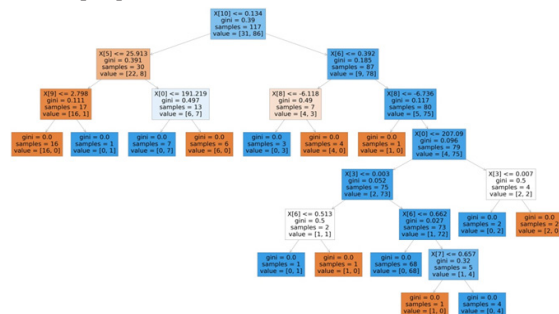 X[10] <= 0.134
gini = 0.39
samples = 117
value = [31, 86]
X[5] <= 25.913
gini = 0.391
samples = 30
value = [22, 8]
X[6] <= 0.392
gini = 0.185
samples = 87
value = [9, 78]
X[9] <= 2.798
gini = 0.111
samples = 17
value = [16, 1]
X[0] <= 191.219
gini = 0.497
samples = 13
value = [6, 7]
X[8] <= -6.118
gini = 0.49
samples = 7
value = [4, 3]
X[8] <= -6.736
gini = 0.117
samples = 80
value = [5, 75]
gini = 0.0
samples = 16
value = [16, 0]
gini = 0.0
samples = 1
value = [0, 1]
gini = 0.0
samples = 7
value = [0, 7]
gini = 0.0
samples = 6
value = [6, 0]
gini = 0.0
samples = 3
value = [0, 3]
gini = 0.0
samples = 4
value = [4, 0]
gini = 0.0
samples = 1
value = [1, 0]
X[0] <= 207.09
gini = 0.096
samples = 79
value = [4, 75]
X[3] <= 0.003
gini = 0.052
samples = 75
value = [2, 73]
X[3] <= 0.007
gini = 0.5
samples = 4
value = [2, 2]
X[6] <= 0.513
gini = 0.5
samples = 2
value = [1, 1]
X[6] <= 0.662
gini = 0.027
samples = 73
value = [1, 72]
gini = 0.0
samples = 2
value = [0, 2]
gini = 0.0
samples = 2
value = [2, 0]
gini = 0.0
samples = 1
value = [0, 1]
gini = 0.0
samples = 1
value = [1, 0]
gini = 0.0
samples = 68
value = [0, 68]
X[7] <= 0.657
gini = 0.32
samples = 5
value = [1, 4]
gini = 0.0
samples = 1
value = [1, 0]
gini = 0.0
samples = 4
value = [0, 4]